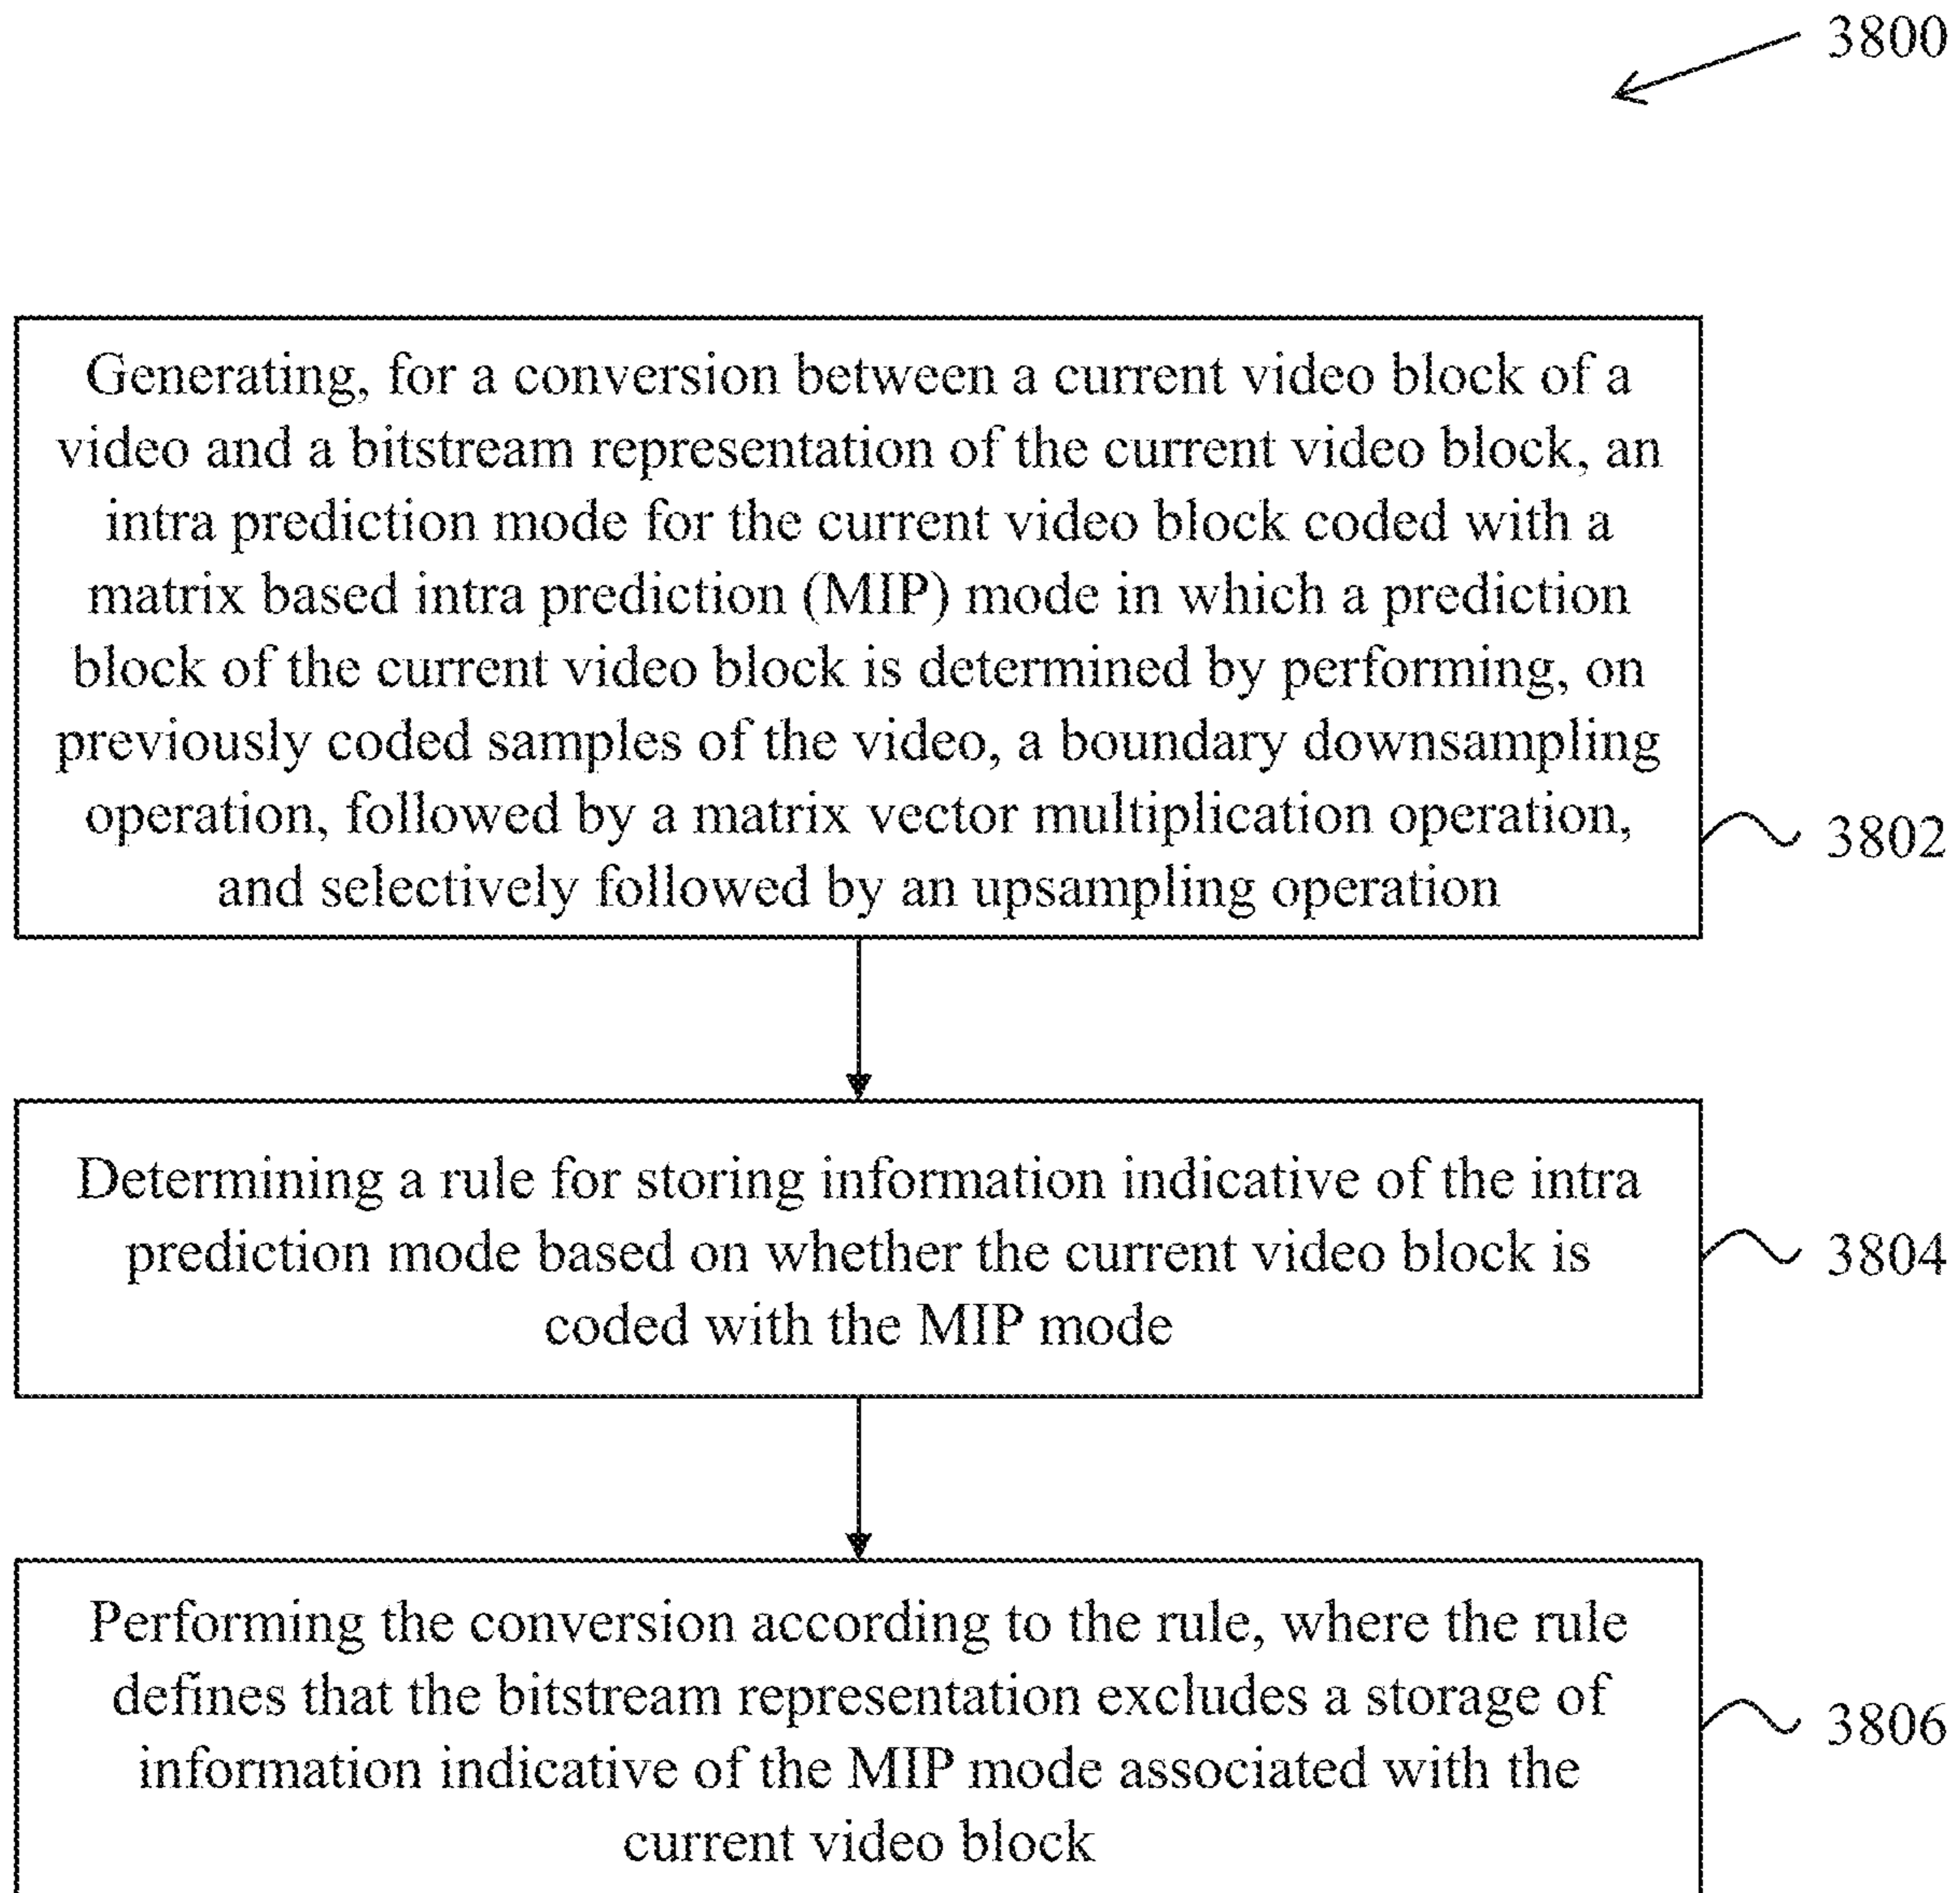 3800
Generating, for a conversion between a current video block of a
video and a bitstream representation of the current video block, an
intra prediction mode for the current video block coded with a
matrix based intra prediction (MIP) mode in which a prediction
block of the current video block is determined by performing, on
previously coded samples of the video, a boundary downsampling
operation, followed by a matrix vector multiplication operation,
and selectively followed by an upsampling operation
3802
Determining a rule for storing information indicative of the intra
prediction mode based on whether the current video block is
coded with the MIP mode
3804
Performing the conversion according to the rule, where the rule
defines that the bitstream representation excludes a storage of
information indicative of the MIP mode associated with the
current video block
3806